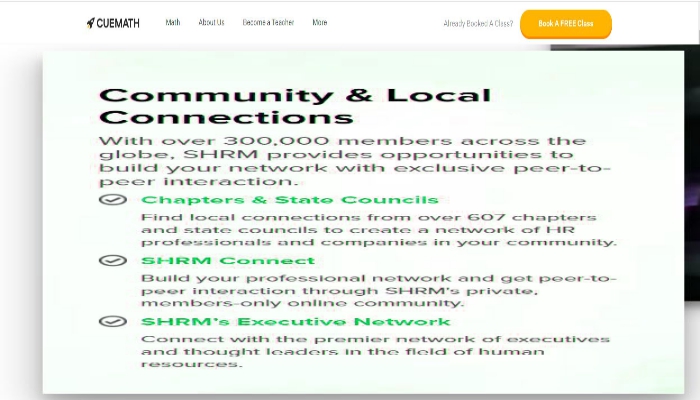 CUEMATH Math About Us Become a Teacher More Already Booked A Class? Book A FREE Class
Community & Local
Connections
With over 300,000 members across the
globe, SHRM provides opportunities to
build your network with exclusive peer-to-
peer interaction.
Chapters & State Councils
Find local connections from over 607 chapters
and state councils to create a network of HR
professionals and companies in your community.
SHRM Connect
Build your professional network and get peer-to-
peer interaction through SHRM's private,
members-only online community.
SHRM's Executive Network
Connect with the premier network of executives
and thought leaders in the field of human
resources.